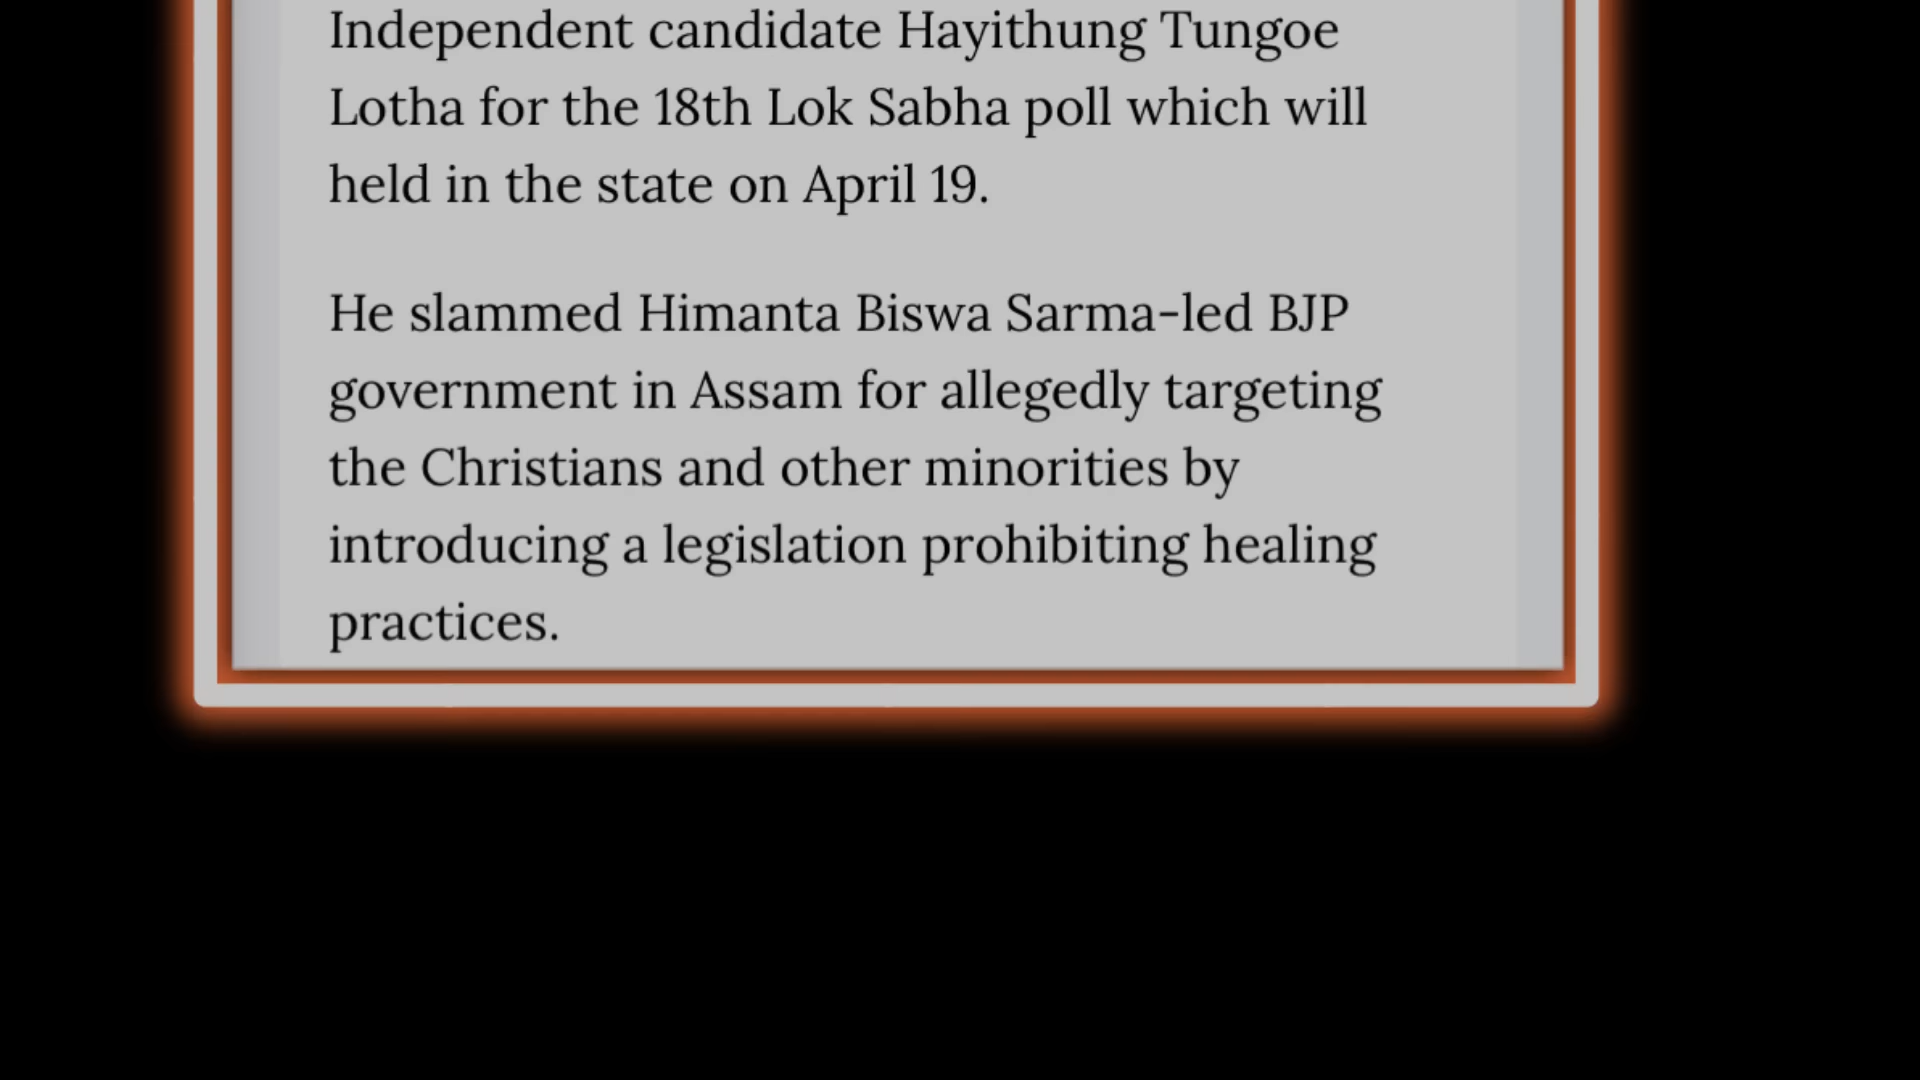 Independent candidate Hayithung Tungoe
Lotha for the 18th Lok Sabha poll which will
held in the state on April 19.
He slammed Himanta Biswa Sarma-led BJP
government in Assam for allegedly targeting
the Christians and other minorities by
introducing a legislation prohibiting healing
practices.